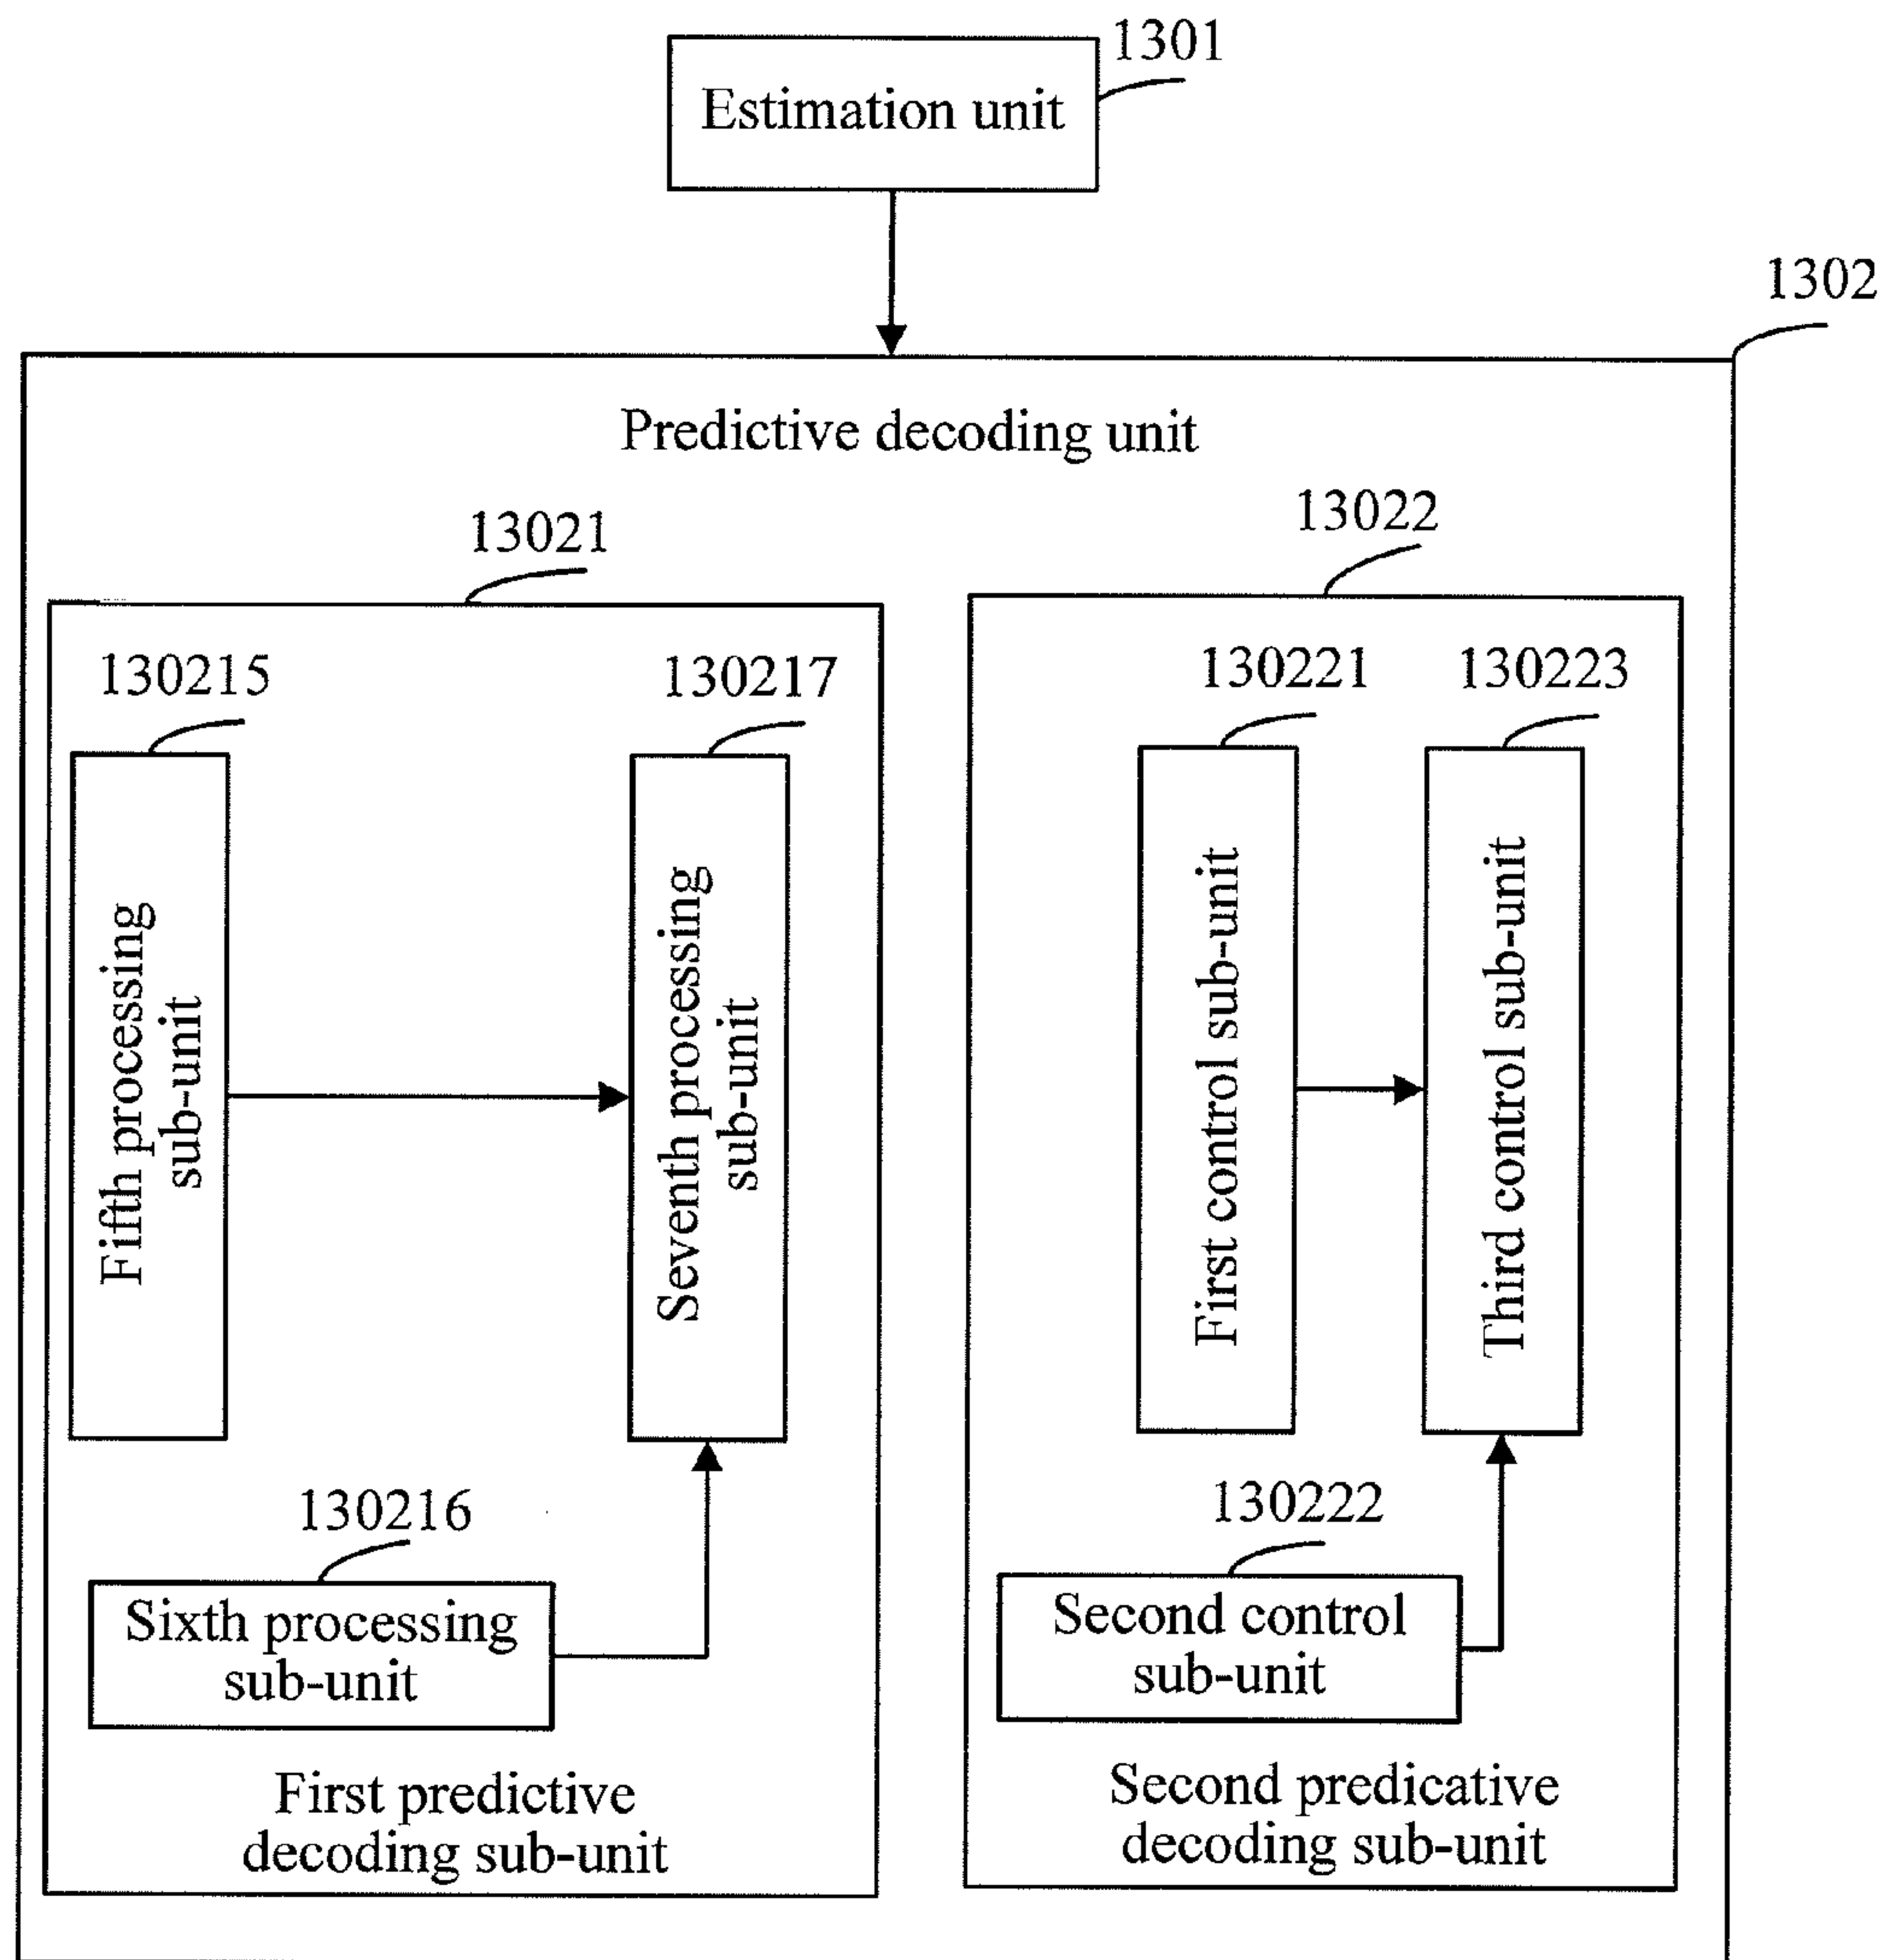 1301
Estimation unit
1302
Predictive decoding unit
13021
13022
130215
130217
130221
130223
Fifth processing
sub-unit
Seventh processing
sub-unit
First control sub-unit
Third control sub-unit
130216
130222
Sixth processing
sub-unit
Second control
sub-unit
First predictive
decoding sub-unit
Second predicative
decoding sub-unit